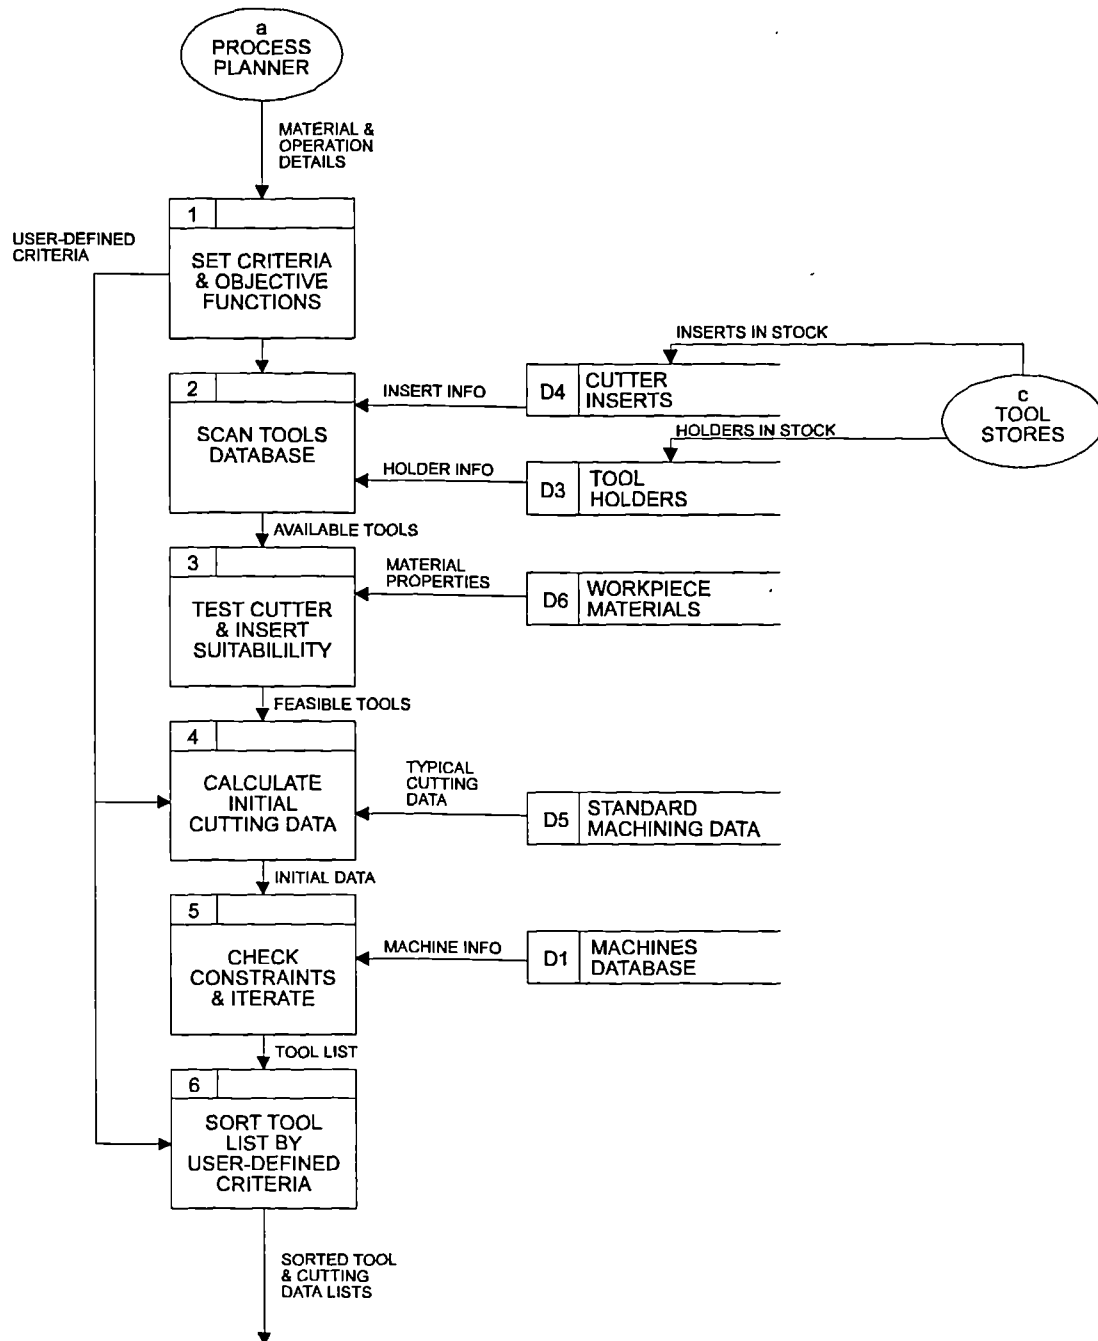 a
PROCESS
PLANNER
MATERIAL &
OPERATION
DETAILS
1
USER-DEFINED
CRITERIA
SET CRITERIA
& OBJECTIVE
FUNCTIONS
INSERTS IN STOCK
2
INSERT INFO
D4
CUTTER
INSERTS
c
TOOL
STORES
SCAN TOOLS
DATABASE
HOLDERS IN STOCK
HOLDER INFO
D3
TOOL
HOLDERS
AVAILABLE TOOLS
3
MATERIAL
PROPERTIES
D6
WORKPIECE
MATERIALS
TEST CUTTER
& INSERT
SUITABILILITY
FEASIBLE TOOLS
4
TYPICAL
CUTTING
DATA
CALCULATE
INITIAL
CUTTING DATA
D5
STANDARD
MACHINING DATA
INITIAL DATA
5
MACHINE INFO
D1
MACHINES
DATABASE
CHECK
CONSTRAINTS
& ITERATE
TOOL LIST
6
SORT TOOL
LIST BY
USER-DEFINED
CRITERIA
SORTED TOOL
& CUTTING
DATA LISTS